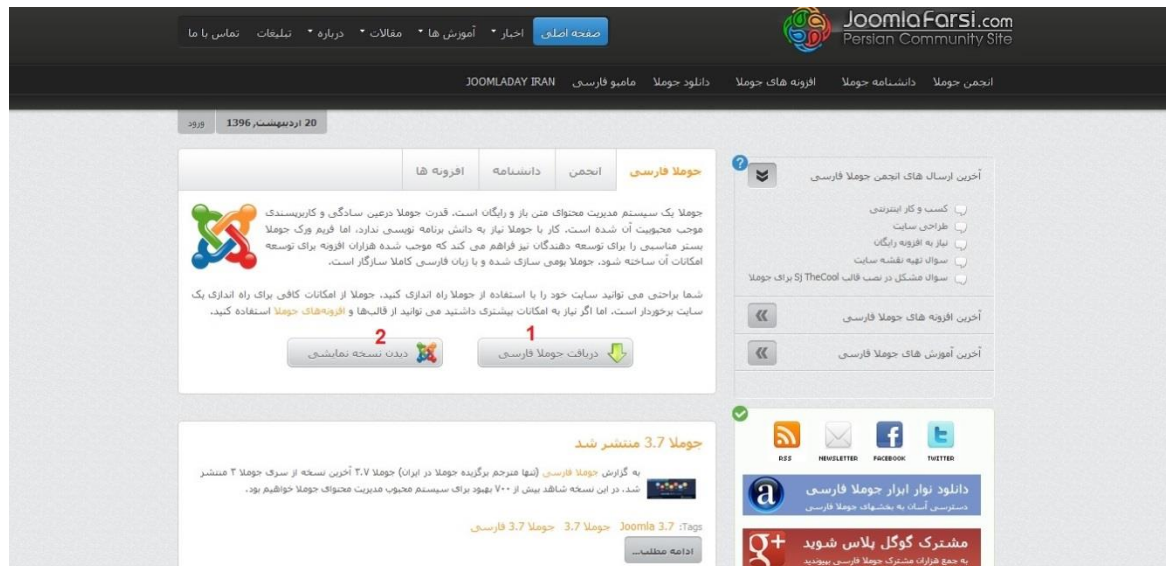 JoomlaFarsi.com
Persian Community Site
صفحه اصلی اخبار آموزش ها مقالات درباره تبلیغات تماس با ما
انجمن جوملا دانشنامه جوملا افزونه های جوملا دانلود جوملا مامبو فارسی JOOMLADAY IRAN
20 اردیبهشت, 1396 ورود
آخرین ارسال های انجمن جوملا فارسی
کسب و کار اینترنتی
طراحی سایت
نیاز به افزونه رایگان
سوال تهیه نقشه سایت
سوال مشکل در نصب قالب Sj TheCool برای جوملا
آخرین افزونه های جوملا فارسی
آخرین آموزش های جوملا فارسی
RSS NEWSLETTER FACEBOOK TWITTER
دانلود نوار ابزار جوملا فارسی
دسترسی آسان به بخشهای جوملا فارسی
مشترک گوگل پلاس شوید
به جمع هزاران مشترک جوملا فارسی بپیوندید
جوملا فارسی انجمن دانشنامه افزونه ها
جوملا یک سیستم مدیریت محتوای متن باز و رایگان است. قدرت جوملا درعین سادگی و کاربرپسندی
موجب محبوبیت آن شده است. کار با جوملا نیاز به دانش برنامه نویسی ندارد، اما فریم ورک جوملا
بستر مناسبی را برای توسعه دهندگان نیز فراهم می کند که موجب شده هزاران افزونه برای توسعه
امکانات آن ساخته شود. جوملا بومی سازی شده و با زبان فارسی کاملا سازگار است.
شما براحتی می توانید سایت خود را با استفاده از جوملا راه اندازی کنید. جوملا از امکانات کافی برای راه اندازی یک
سایت برخوردار است. اما اگر نیاز به امکانات بیشتری داشتید می توانید از قالب‌ها و افزونه‌های جوملا استفاده کنید.
1 2
دریافت جوملا فارسی دیدن نسخه نمایشی
جوملا 3.7 منتشر شد
به گزارش جوملا فارسی (تنها مترجم برگزیده جوملا در ایران) جوملا ۳.۷ آخرین نسخه از سری جوملا ۳ منتشر
شد. در این نسخه شاهد بیش از ۷۰۰ بهبود برای سیستم محبوب مدیریت محتوای جوملا خواهیم بود.
Tags: Joomla 3.7 جوملا 3.7 جوملا 3.7 فارسی
ادامه مطلب...